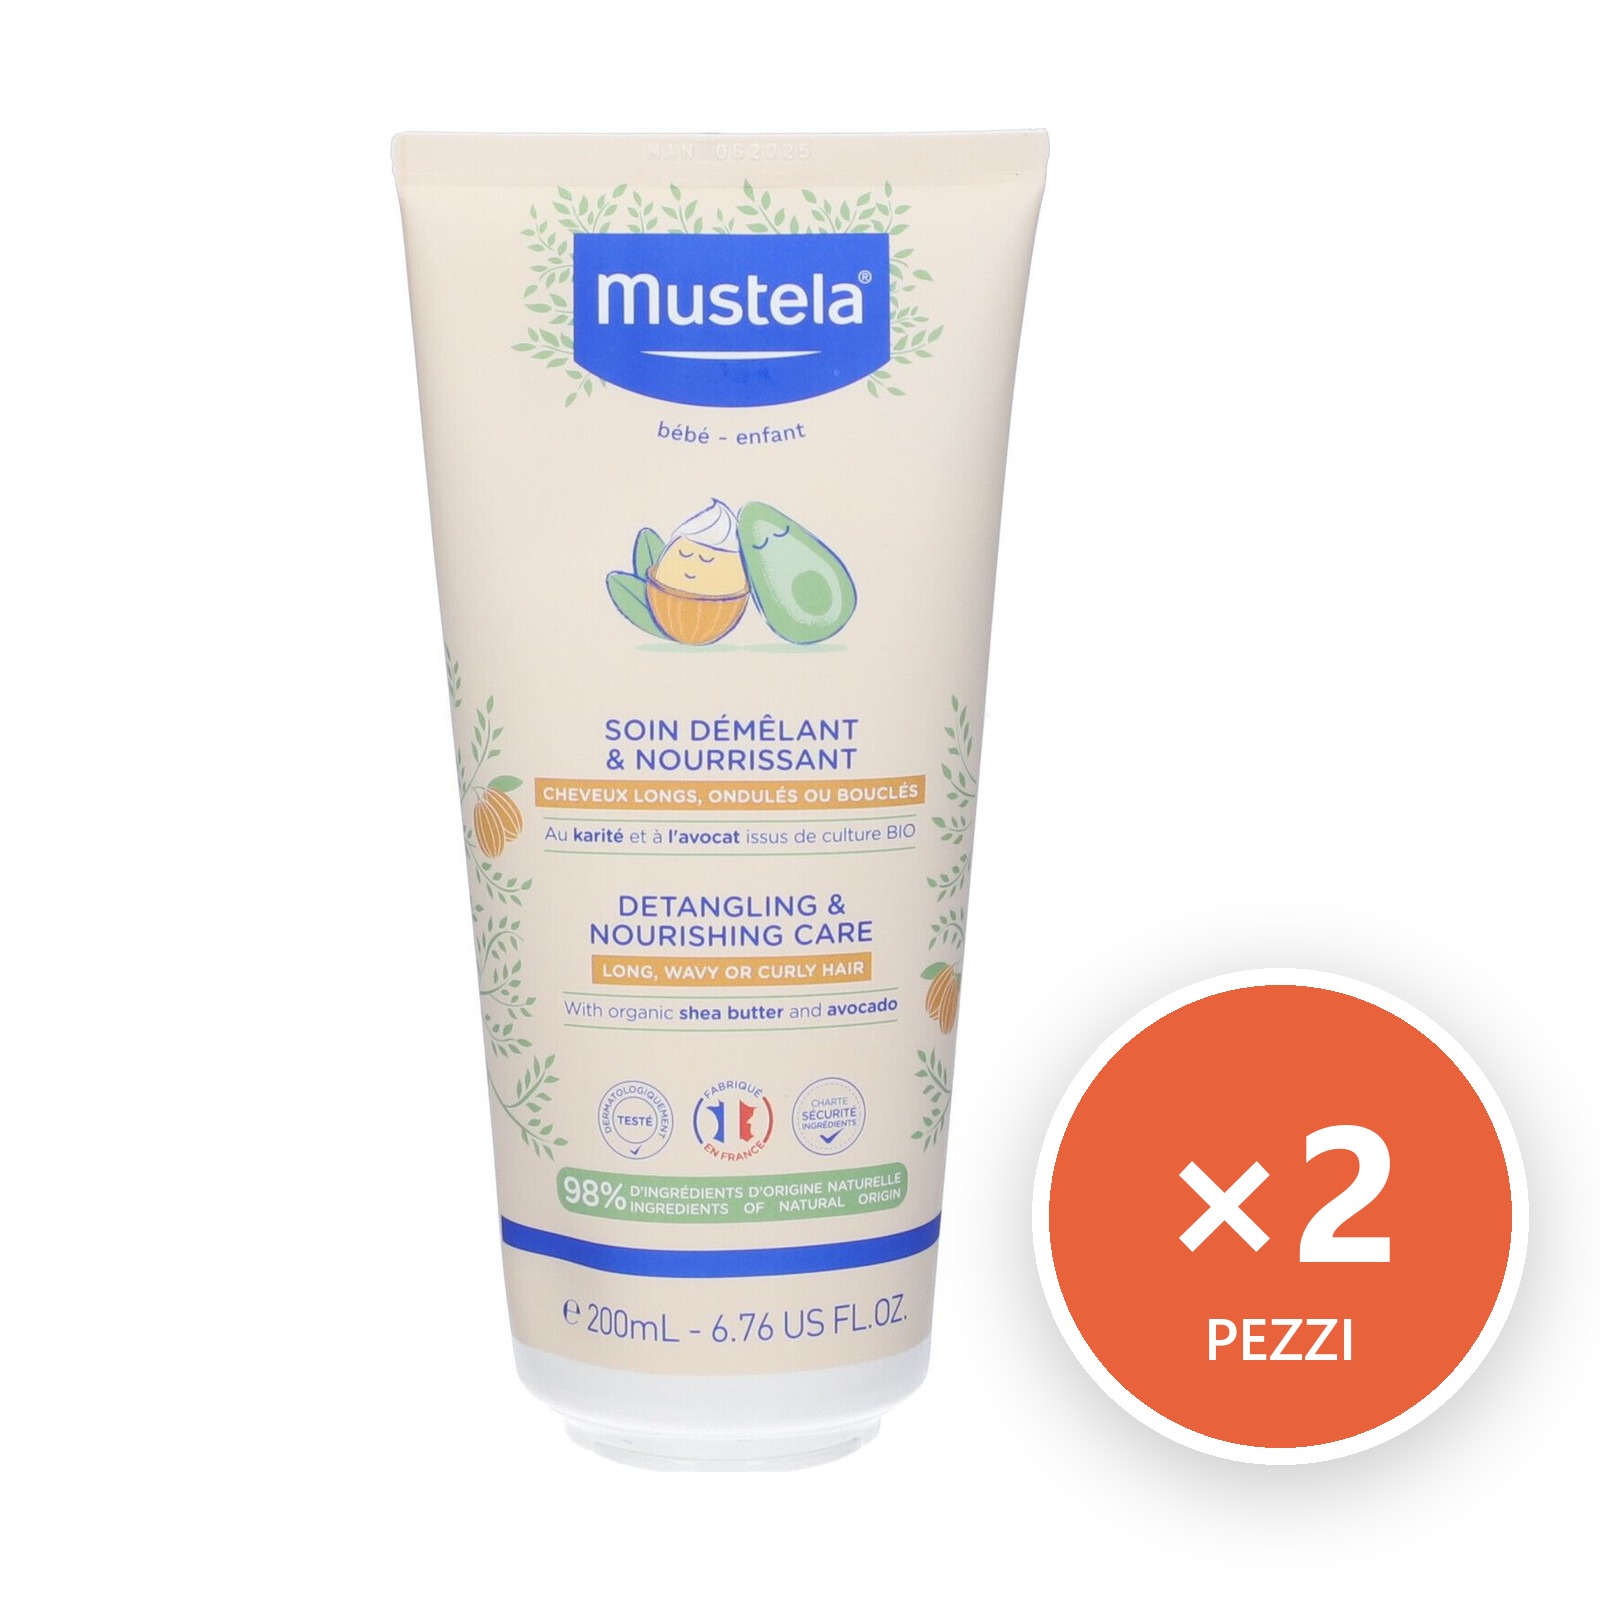 MAN 062025
mustela®
bébé - enfant
SOIN DÉMÊLANT
& NOURRISSANT
CHEVEUX LONGS, ONDULÉS OU BOUCLÉS
Au karité et à l'avocat issus de culture BIO
DETANGLING &
NOURISHING CARE
LONG, WAVY OR CURLY HAIR
With organic shea butter and avocado
DERMATOLOGIQUEMENT
TESTÉ
FABRIQUÉ
EN FRANCE
CHARTE
SÉCURITÉ
INGRÉDIENTS
98% D'INGRÉDIENTS D'ORIGINE NATURELLE
INGREDIENTS OF NATURAL ORIGIN
℮ 200mL - 6.76 US FL.OZ.
×2
PEZZI